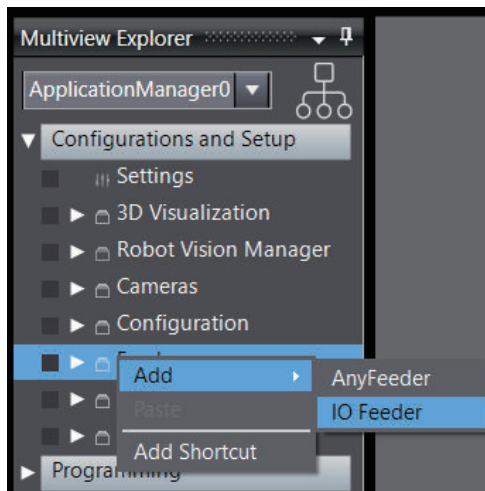 Multiview Explorer
ApplicationManager0
Configurations and Setup
Settings
3D Visualization
Robot Vision Manager
Cameras
Configuration
Add
AnyFeeder
Paste
IO Feeder
Add Shortcut
Programming